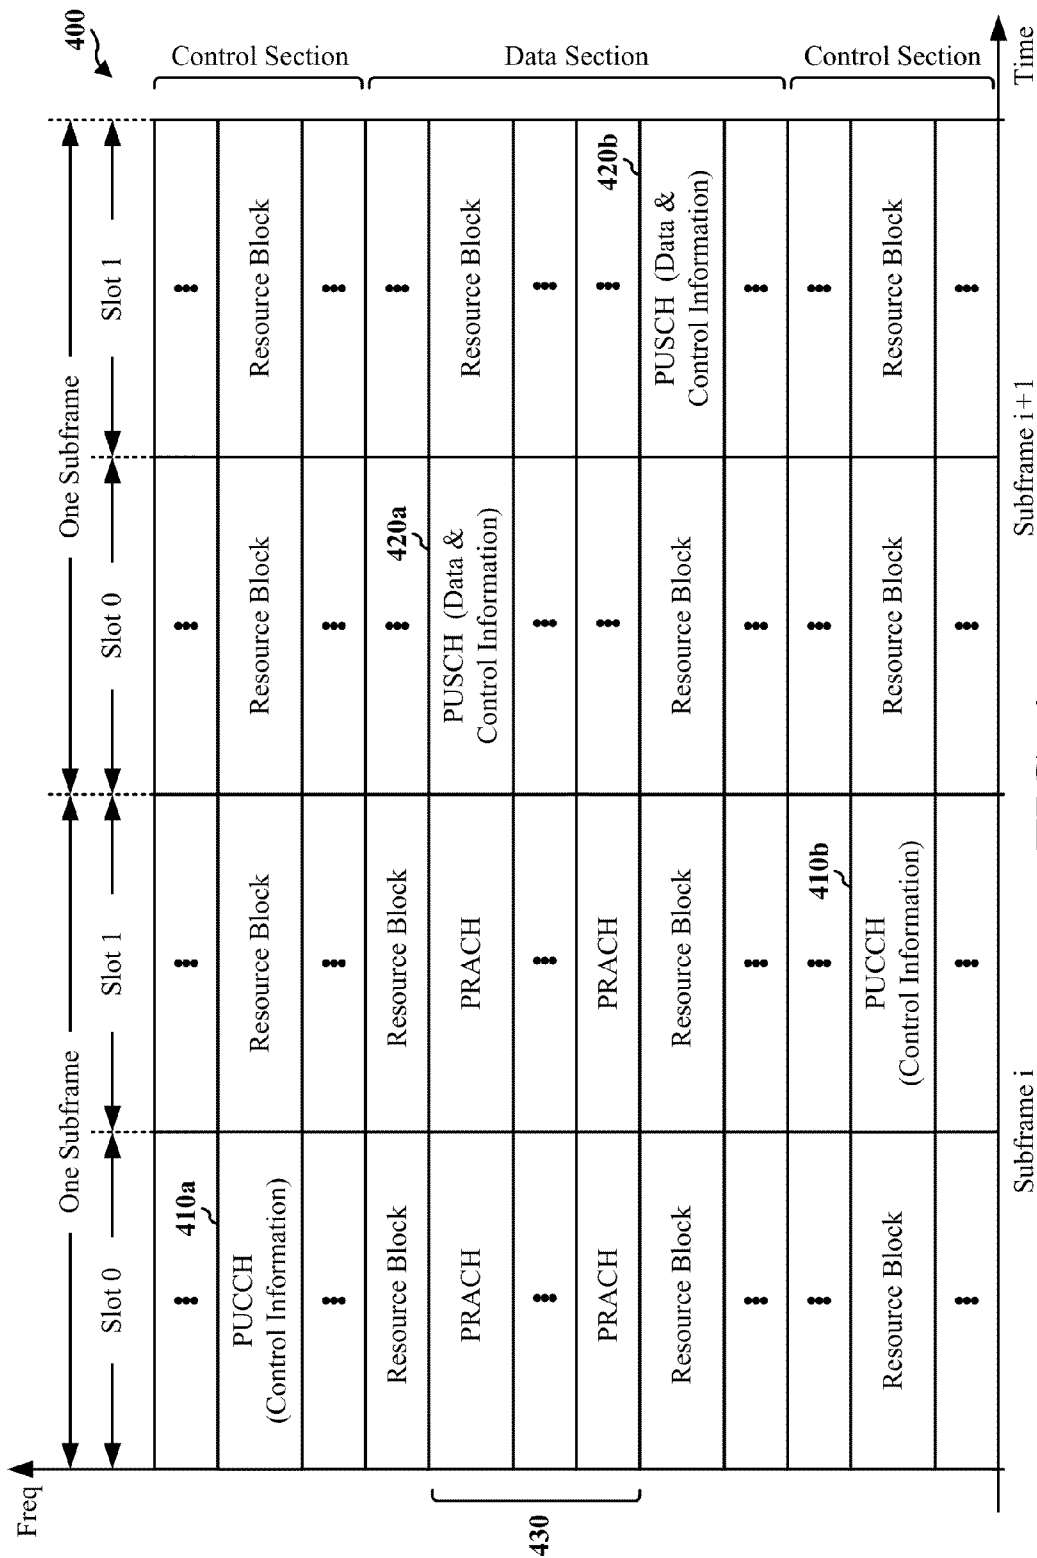 Freq
400
One Subframe
One Subframe
Slot 0
Slot 1
Slot 0
Slot 1
Control Section
410a
PUCCH
(Control Information)
Resource Block
Resource Block
Resource Block
Data Section
Resource Block
Resource Block
420a
430
PRACH
PRACH
PUSCH (Data &
Control Information)
Resource Block
PRACH
PRACH
420b
Resource Block
Resource Block
Resource Block
PUSCH (Data &
Control Information)
Control Section
410b
Resource Block
PUCCH
(Control Information)
Resource Block
Resource Block
Subframe i
Subframe i+1
Time